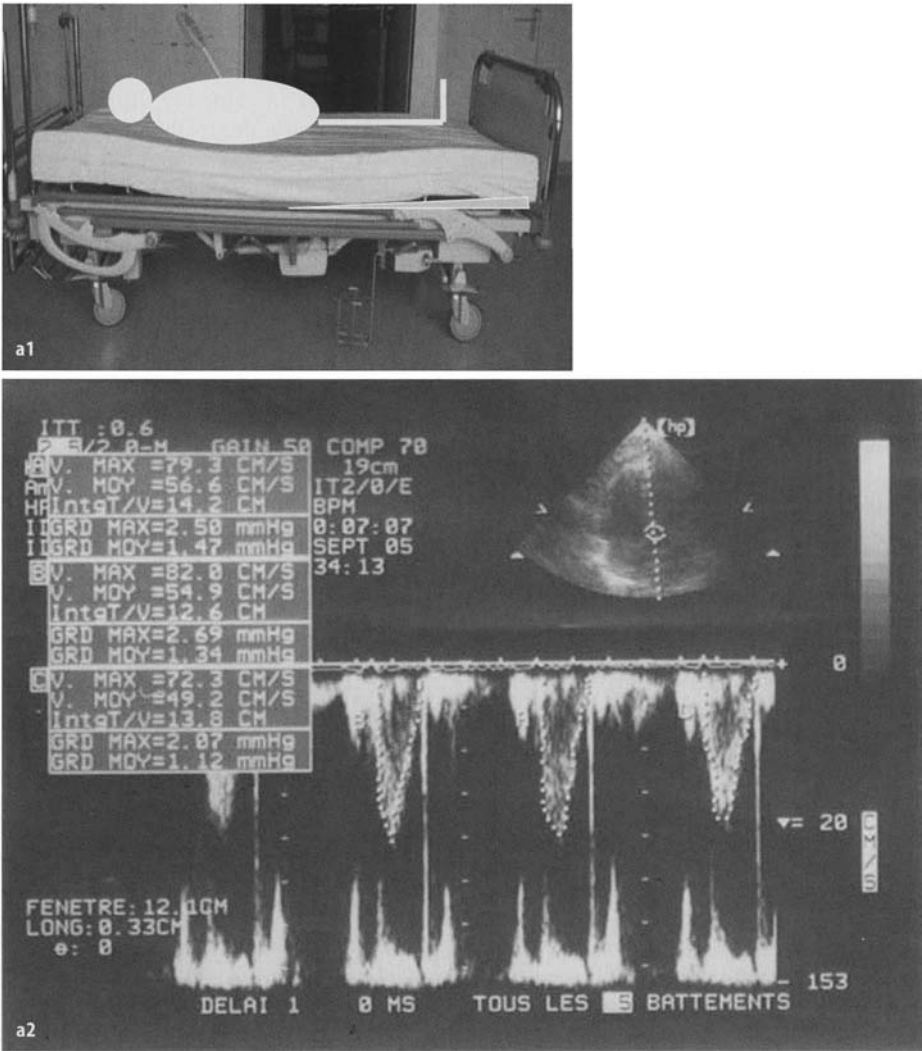 a1
ITT :0.6
2.5/2.0-M GAIN 50 COMP 70
A V. MAX =79.3 CM/S 19cm
V. MOY =56.6 CM/S IT2/0/E
IntgT/V=14.2 CM BPM
GRD MAX=2.50 mmHg 0:07:07
GRD MOY=1.47 mmHg SEPT 05
B V. MAX =82.0 CM/S 34:13
V. MOY =54.9 CM/S
IntgT/V=12.6 CM
GRD MAX=2.69 mmHg
GRD MOY=1.34 mmHg
C V. MAX =72.3 CM/S
V. MOY =49.2 CM/S
IntgT/V=13.8 CM
GRD MAX=2.07 mmHg
GRD MOY=1.12 mmHg
[hp]
0
= 20
CM/S
FENETRE:12.1CM
LONG:0.33CM
θ: 0
153
DELAI 1 0 MS TOUS LES 5 BATTEMENTS
a2